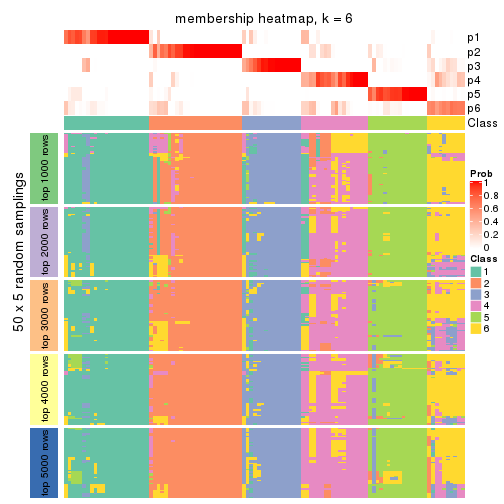 membership heatmap, k = 6
p1
p2
p3
p4
p5
p6
Class
50 x 5 random samplings
top 1000 rows
top 2000 rows
top 3000 rows
top 4000 rows
top 5000 rows
Prob
1
0.8
0.6
0.4
0.2
0
Class
1
2
3
4
5
6